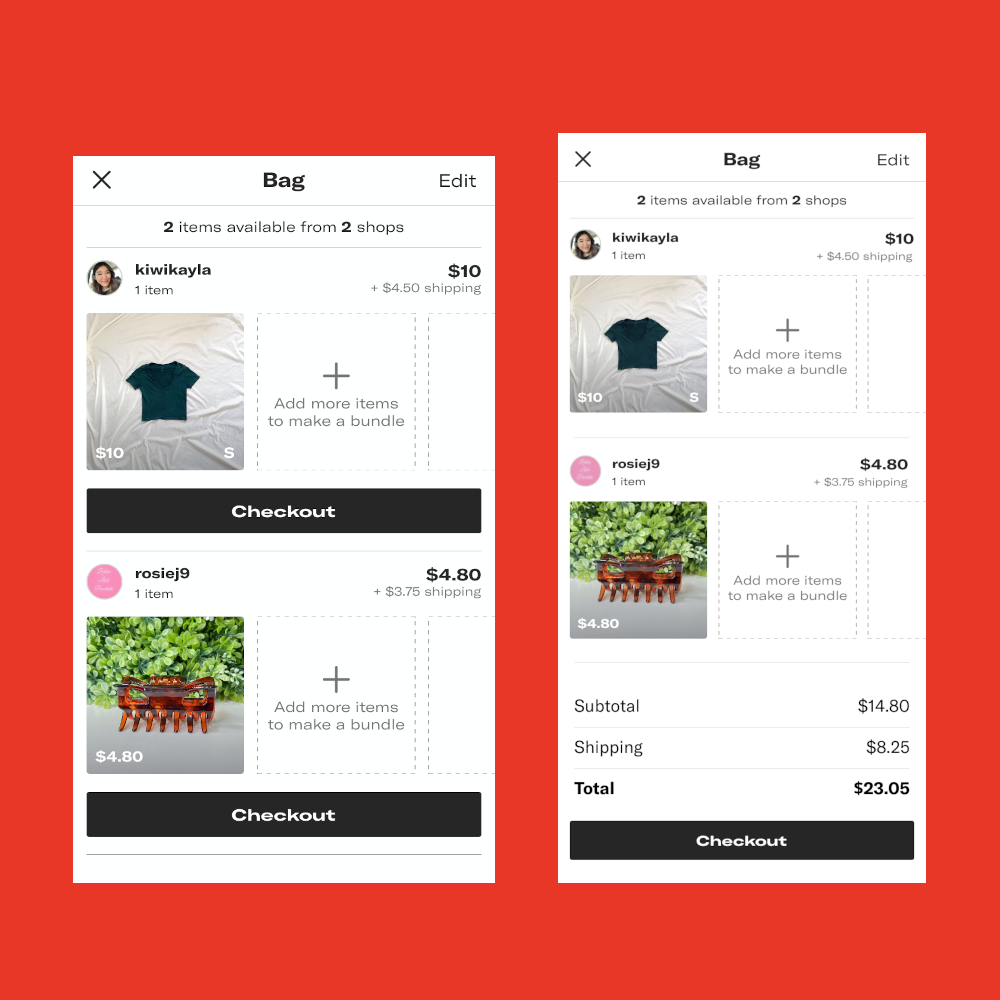 Bag
Edit
2 items available from 2 shops
kiwikayla
$10
1 item
+ $4.50 shipping
$10
S
Add more items
to make a bundle
Checkout
rosiej9
$4.80
1 item
+ $3.75 shipping
$4.80
Add more items
to make a bundle
Checkout
Bag
Edit
2 items available from 2 shops
kiwikayla
$10
1 item
+ $4.50 shipping
$10
S
Add more items
to make a bundle
rosiej9
$4.80
1 item
+ $3.75 shipping
$4.80
Add more items
to make a bundle
Subtotal
$14.80
Shipping
$8.25
Total
$23.05
Checkout